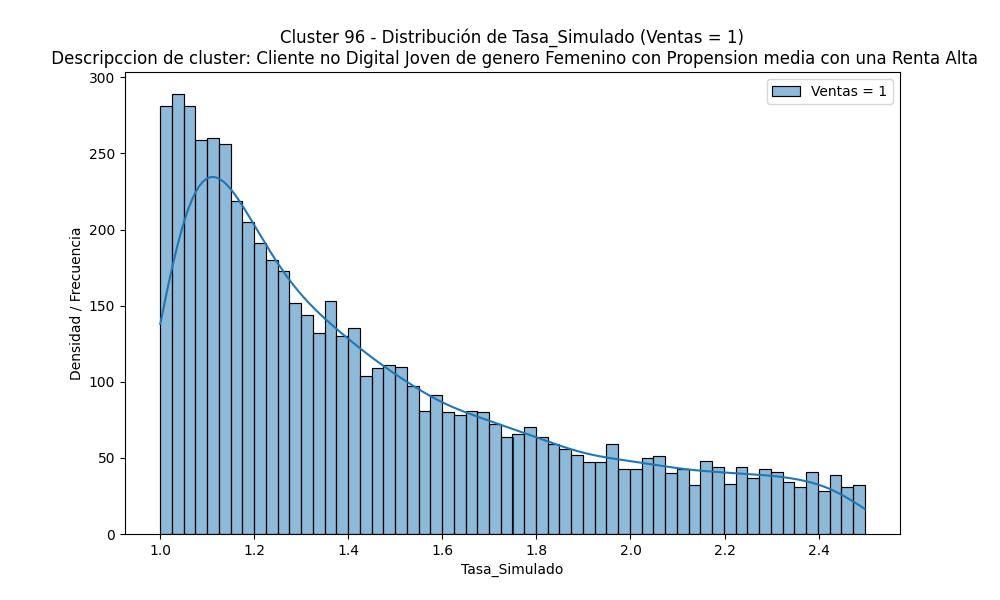 Cluster 96 - Distribución de Tasa_Simulado (Ventas = 1)
Descripccion de cluster: Cliente no Digital Joven de genero Femenino con Propension media con una Renta Alta
Ventas = 1
Densidad / Frecuencia
300
250
200
150
100
50
0
1.0 1.2 1.4 1.6 1.8 2.0 2.2 2.4
Tasa_Simulado